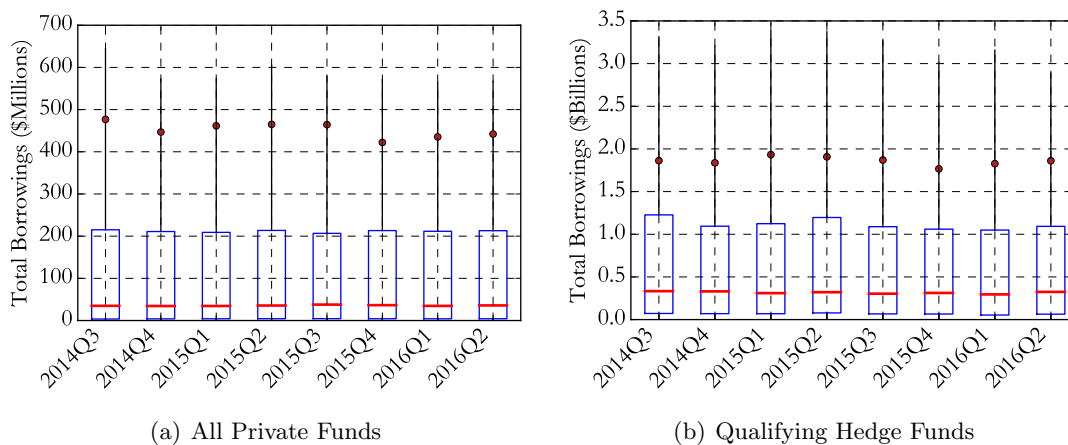 Total Borrowings ($Millions)
700
600
500
400
300
200
100
0
2014Q3
2014Q4
2015Q1
2015Q2
2015Q3
2015Q4
2016Q1
2016Q2
(a) All Private Funds
Total Borrowings ($Billions)
3.5
3.0
2.5
2.0
1.5
1.0
0.5
0.0
2014Q3
2014Q4
2015Q1
2015Q2
2015Q3
2015Q4
2016Q1
2016Q2
(b) Qualifying Hedge Funds